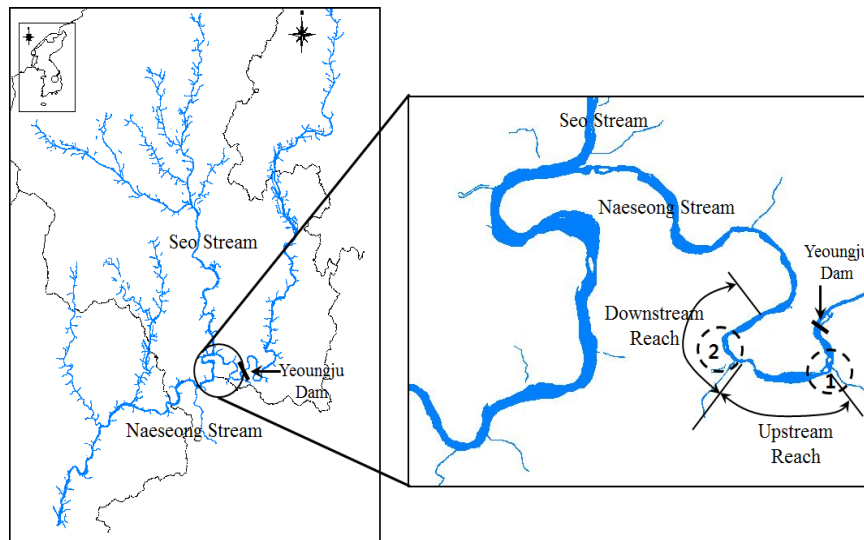 Seo Stream
Yeoungju
Dam
Naeseong Stream
Seo Stream
Naeseong Stream
Yeoungju
Dam
Downstream
Reach
2
1
Upstream
Reach